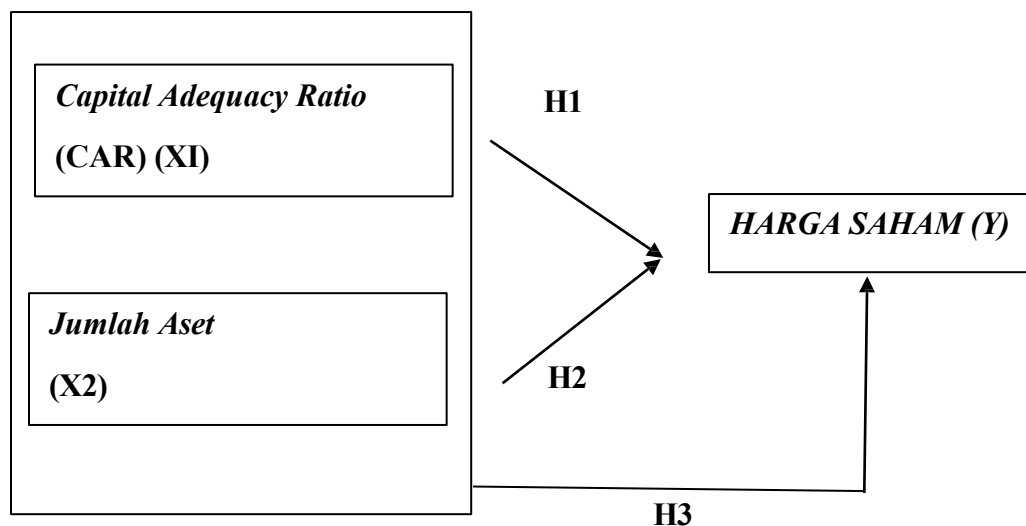 Capital Adequacy Ratio
(CAR) (XI)
H1
HARGA SAHAM (Y)
Jumlah Aset
(X2)
H2
H3